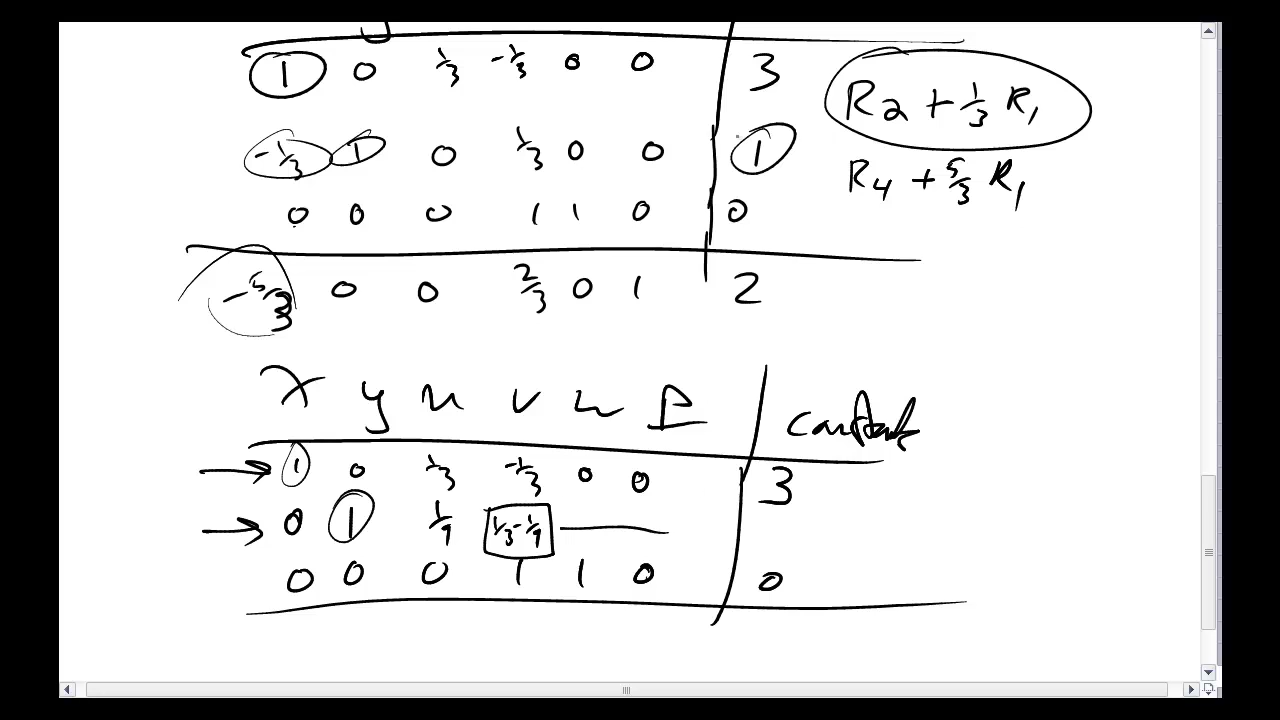 1 0 1/3 -1/3 0 0 3 R2 + 1/3 R1
-1/3 1 0 1/3 0 0 1
R4 + 5/3 R1
0 0 0 1 1 0 0
-5/3 0 0 2/3 0 1 2
x y u v w P constant
→ 1 0 1/3 -1/3 0 0 3
→ 0 1 1/9 1/3-1/9
0 0 0 1 1 0 0